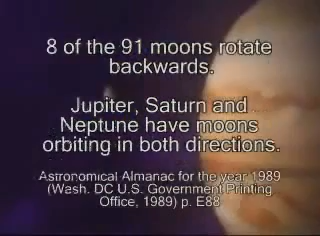 8 of the 91 moons rotate
backwards.
Jupiter, Saturn and
Neptune have moons
orbiting in both directions.
Astronomical Almanac for the year 1989
(Wash. DC U.S. Government Printing
Office, 1989) p. E88